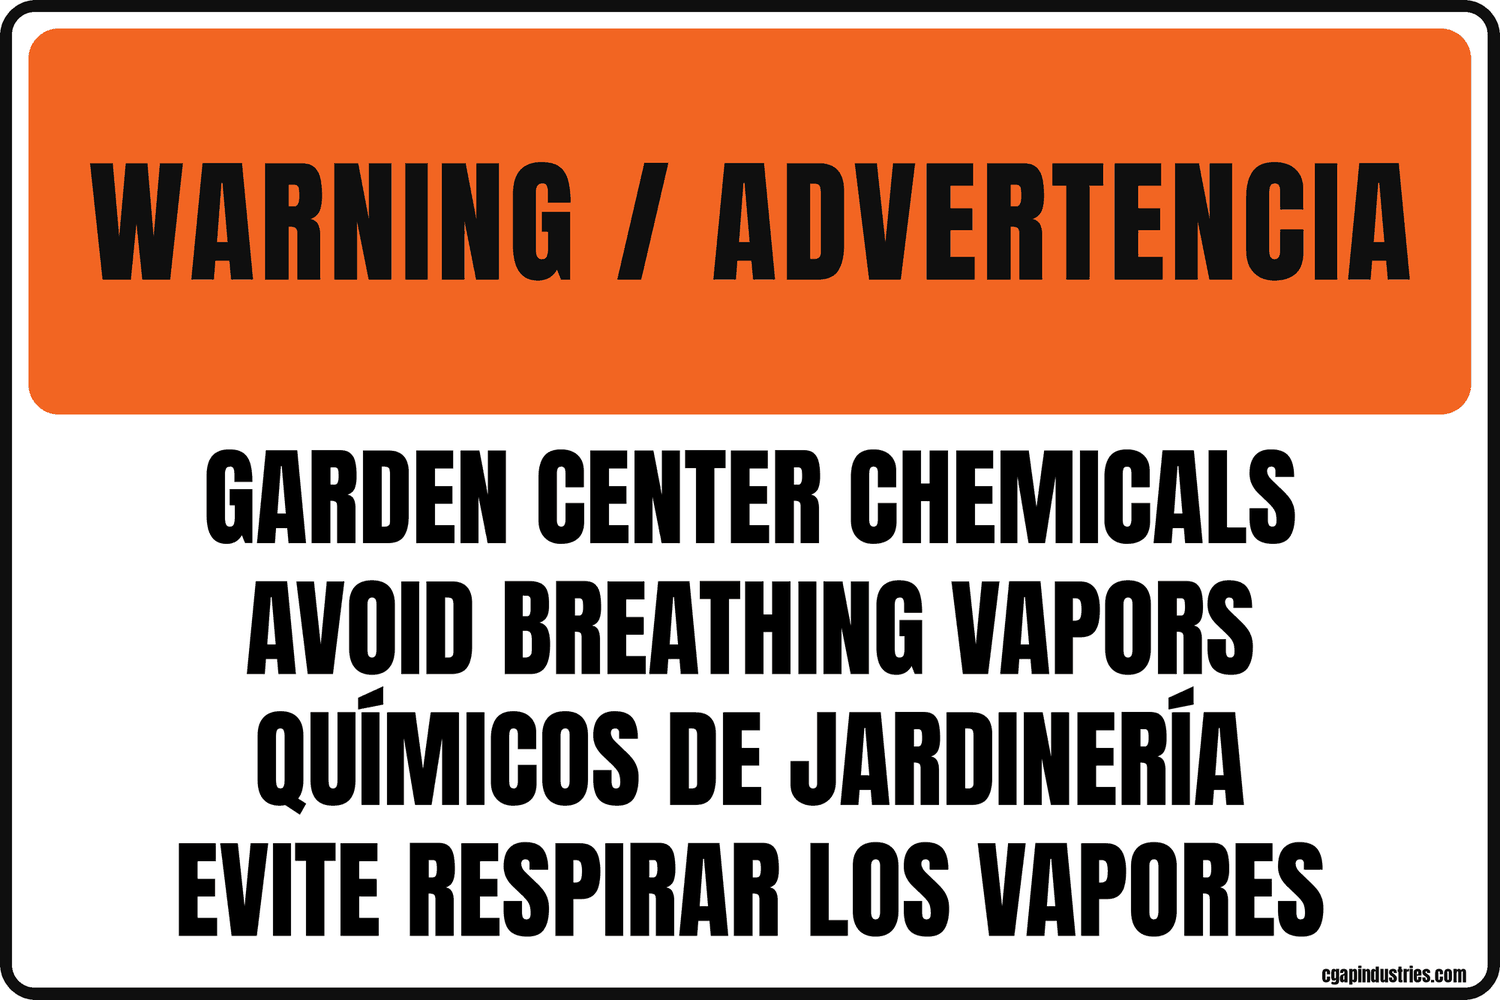 WARNING / ADVERTENCIA
GARDEN CENTER CHEMICALS
AVOID BREATHING VAPORS
QUÍMICOS DE JARDINERÍA
EVITE RESPIRAR LOS VAPORES
cgapindustries.com